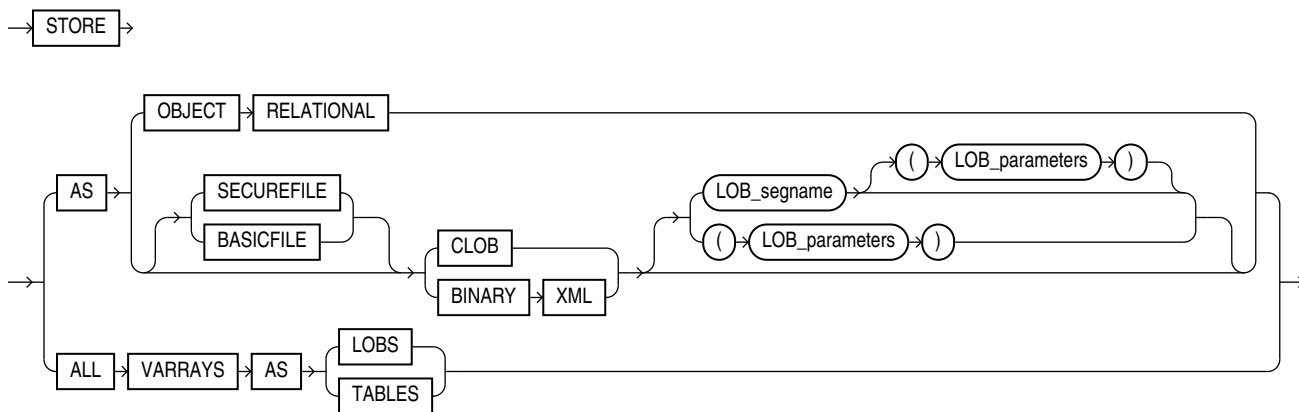 STORE
OBJECT RELATIONAL
( LOB_parameters )
AS SECUREFILE LOB_segname
BASICFILE ( LOB_parameters )
CLOB
BINARY XML
LOBS
ALL VARRAYS AS
TABLES